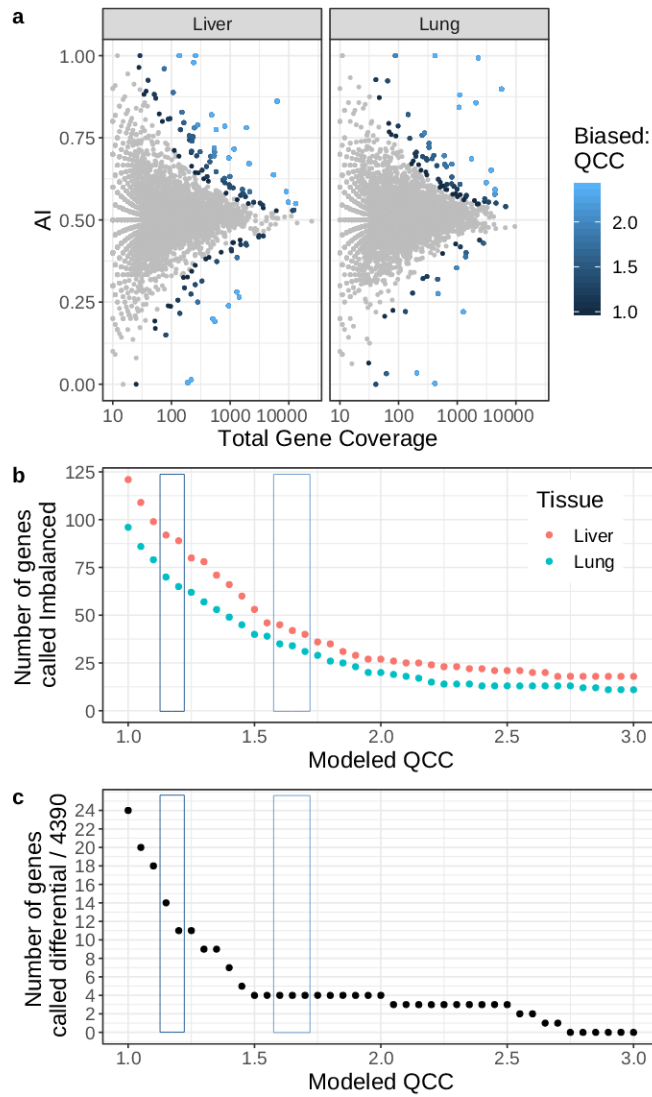 a
Liver
Lung
1.00
0.75
0.50
0.25
0.00
AI
10 100 1000 10000
10 100 1000 10000
Total Gene Coverage
Biased:
QCC
2.0
1.5
1.0
b
125
100
75
50
25
0
Number of genes
called Imbalanced
Tissue
Liver
Lung
1.0 1.5 2.0 2.5 3.0
Modeled QCC
c
24
22
20
18
16
14
12
10
8
6
4
2
0
Number of genes
called differential / 4390
1.0 1.5 2.0 2.5 3.0
Modeled QCC